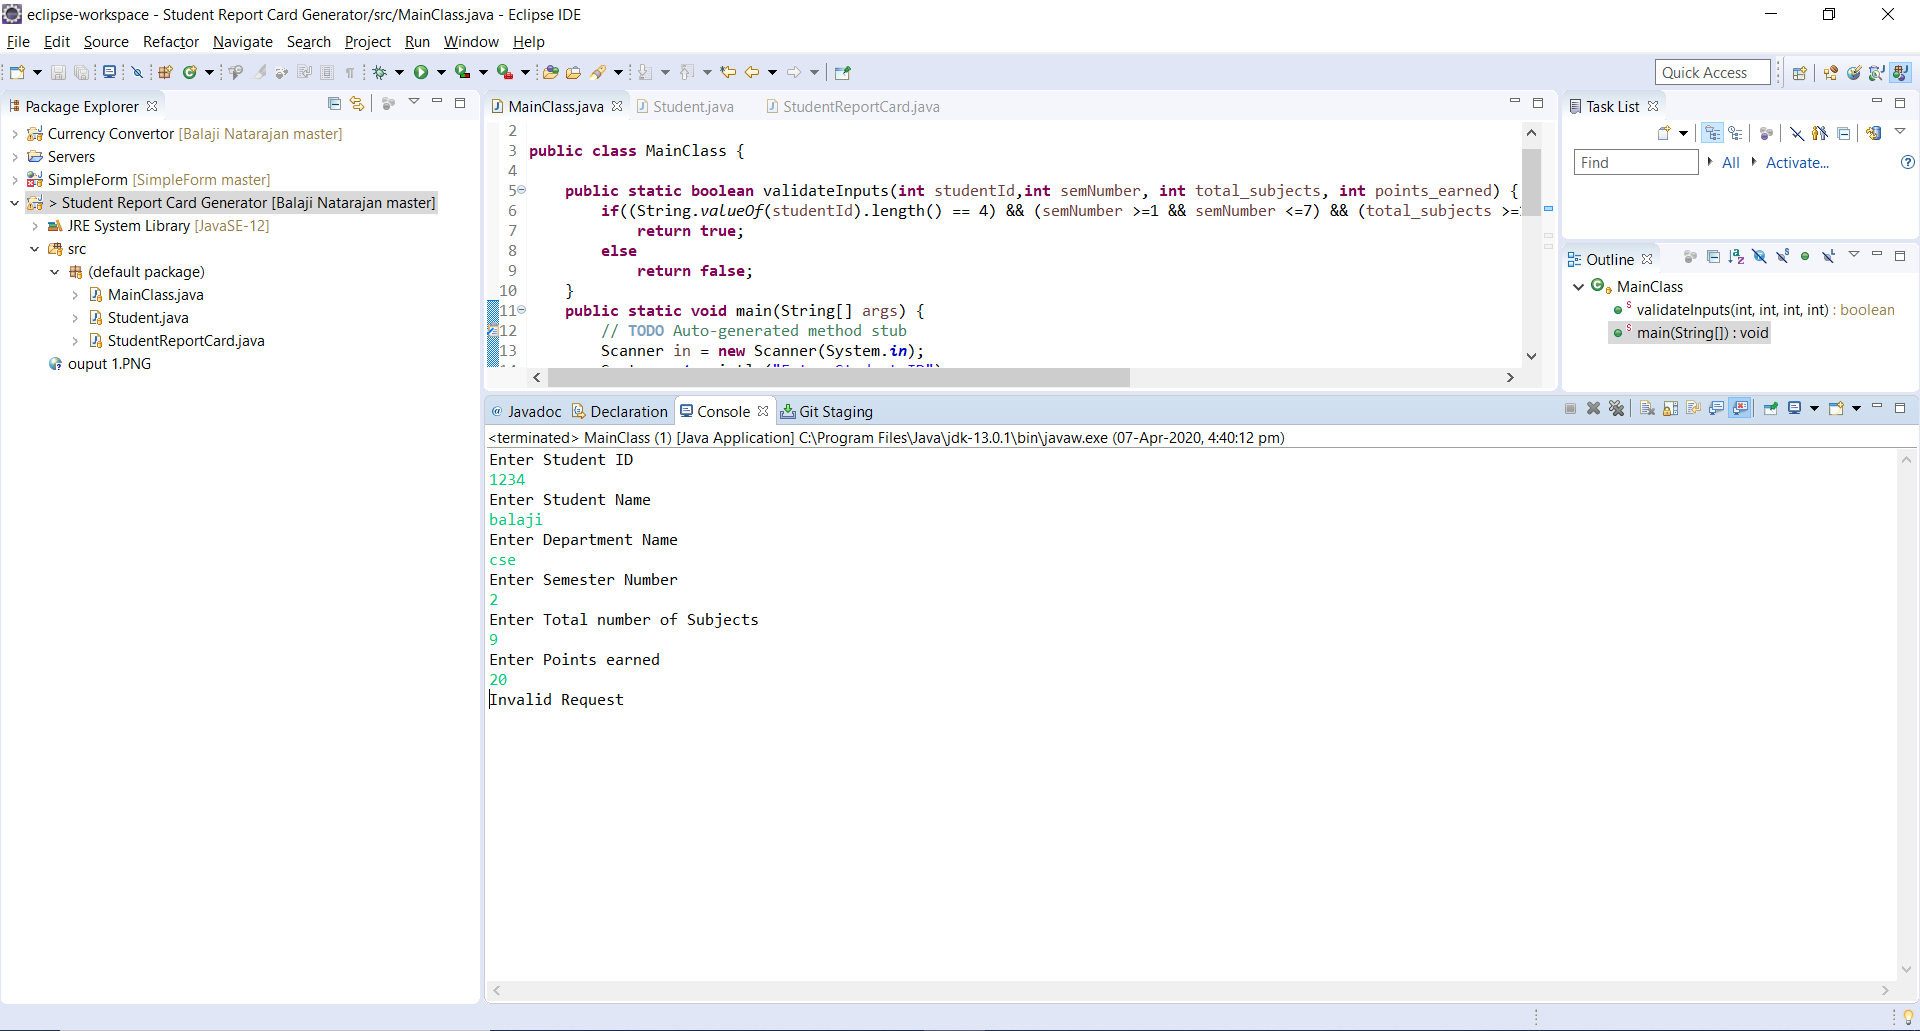 eclipse-workspace - Student Report Card Generator/src/MainClass.java - Eclipse IDE
File Edit Source Refactor Navigate Search Project Run Window Help
Quick Access
Package Explorer
Currency Convertor [Balaji Natarajan master]
Servers
SimpleForm [SimpleForm master]
> Student Report Card Generator [Balaji Natarajan master]
JRE System Library [JavaSE-12]
src
(default package)
MainClass.java
Student.java
StudentReportCard.java
ouput 1.PNG
MainClass.java Student.java StudentReportCard.java
2
3 public class MainClass {
4
5 public static boolean validateInputs(int studentId,int semNumber, int total_subjects, int points_earned) {
6 if((String.valueOf(studentId).length() == 4) && (semNumber >=1 && semNumber <=7) && (total_subjects >=
7 return true;
8 else
9 return false;
10 }
11 public static void main(String[] args) {
12 // TODO Auto-generated method stub
13 Scanner in = new Scanner(System.in);
Task List
Find All Activate...
Outline
MainClass
validateInputs(int, int, int, int) : boolean
main(String[]) : void
@ Javadoc Declaration Console Git Staging
<terminated> MainClass (1) [Java Application] C:\Program Files\Java\jdk-13.0.1\bin\javaw.exe (07-Apr-2020, 4:40:12 pm)
Enter Student ID
1234
Enter Student Name
balaji
Enter Department Name
cse
Enter Semester Number
2
Enter Total number of Subjects
9
Enter Points earned
20
Invalid Request